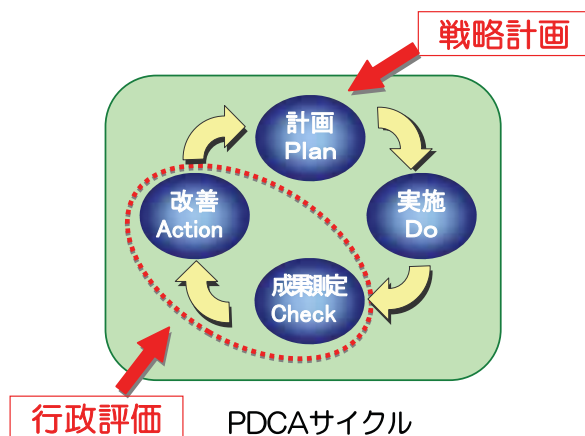 戦略計画
計画
Plan
改善
Action
実施
Do
成果測定
Check
行政評価
PDCAサイクル